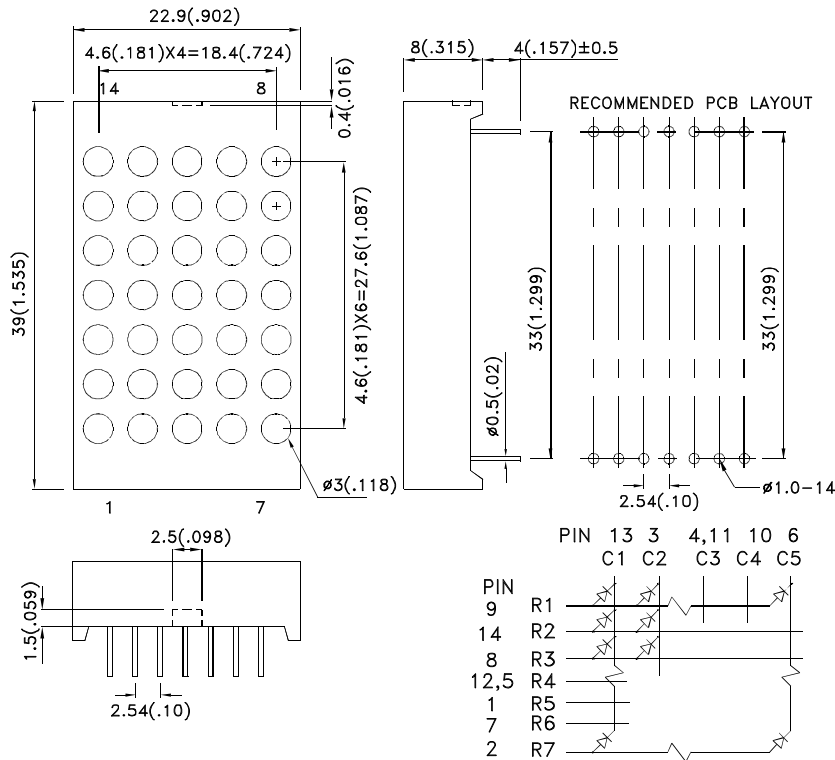 22.9(.902)
4.6(.181)X4=18.4(.724)
14
8
0.4(.016)
39(1.535)
4.6(.181)X6=27.6(1.087)
ø3(.118)
1
7
8(.315)
4(.157)±0.5
33(1.299)
ø0.5(.02)
RECOMMENDED PCB LAYOUT
33(1.299)
2.54(.10)
ø1.0-14
2.5(.098)
1.5(.059)
2.54(.10)
PIN 13 3 4,11 10 6
C1 C2 C3 C4 C5
PIN
9 R1
14 R2
8 R3
12,5 R4
1 R5
7 R6
2 R7